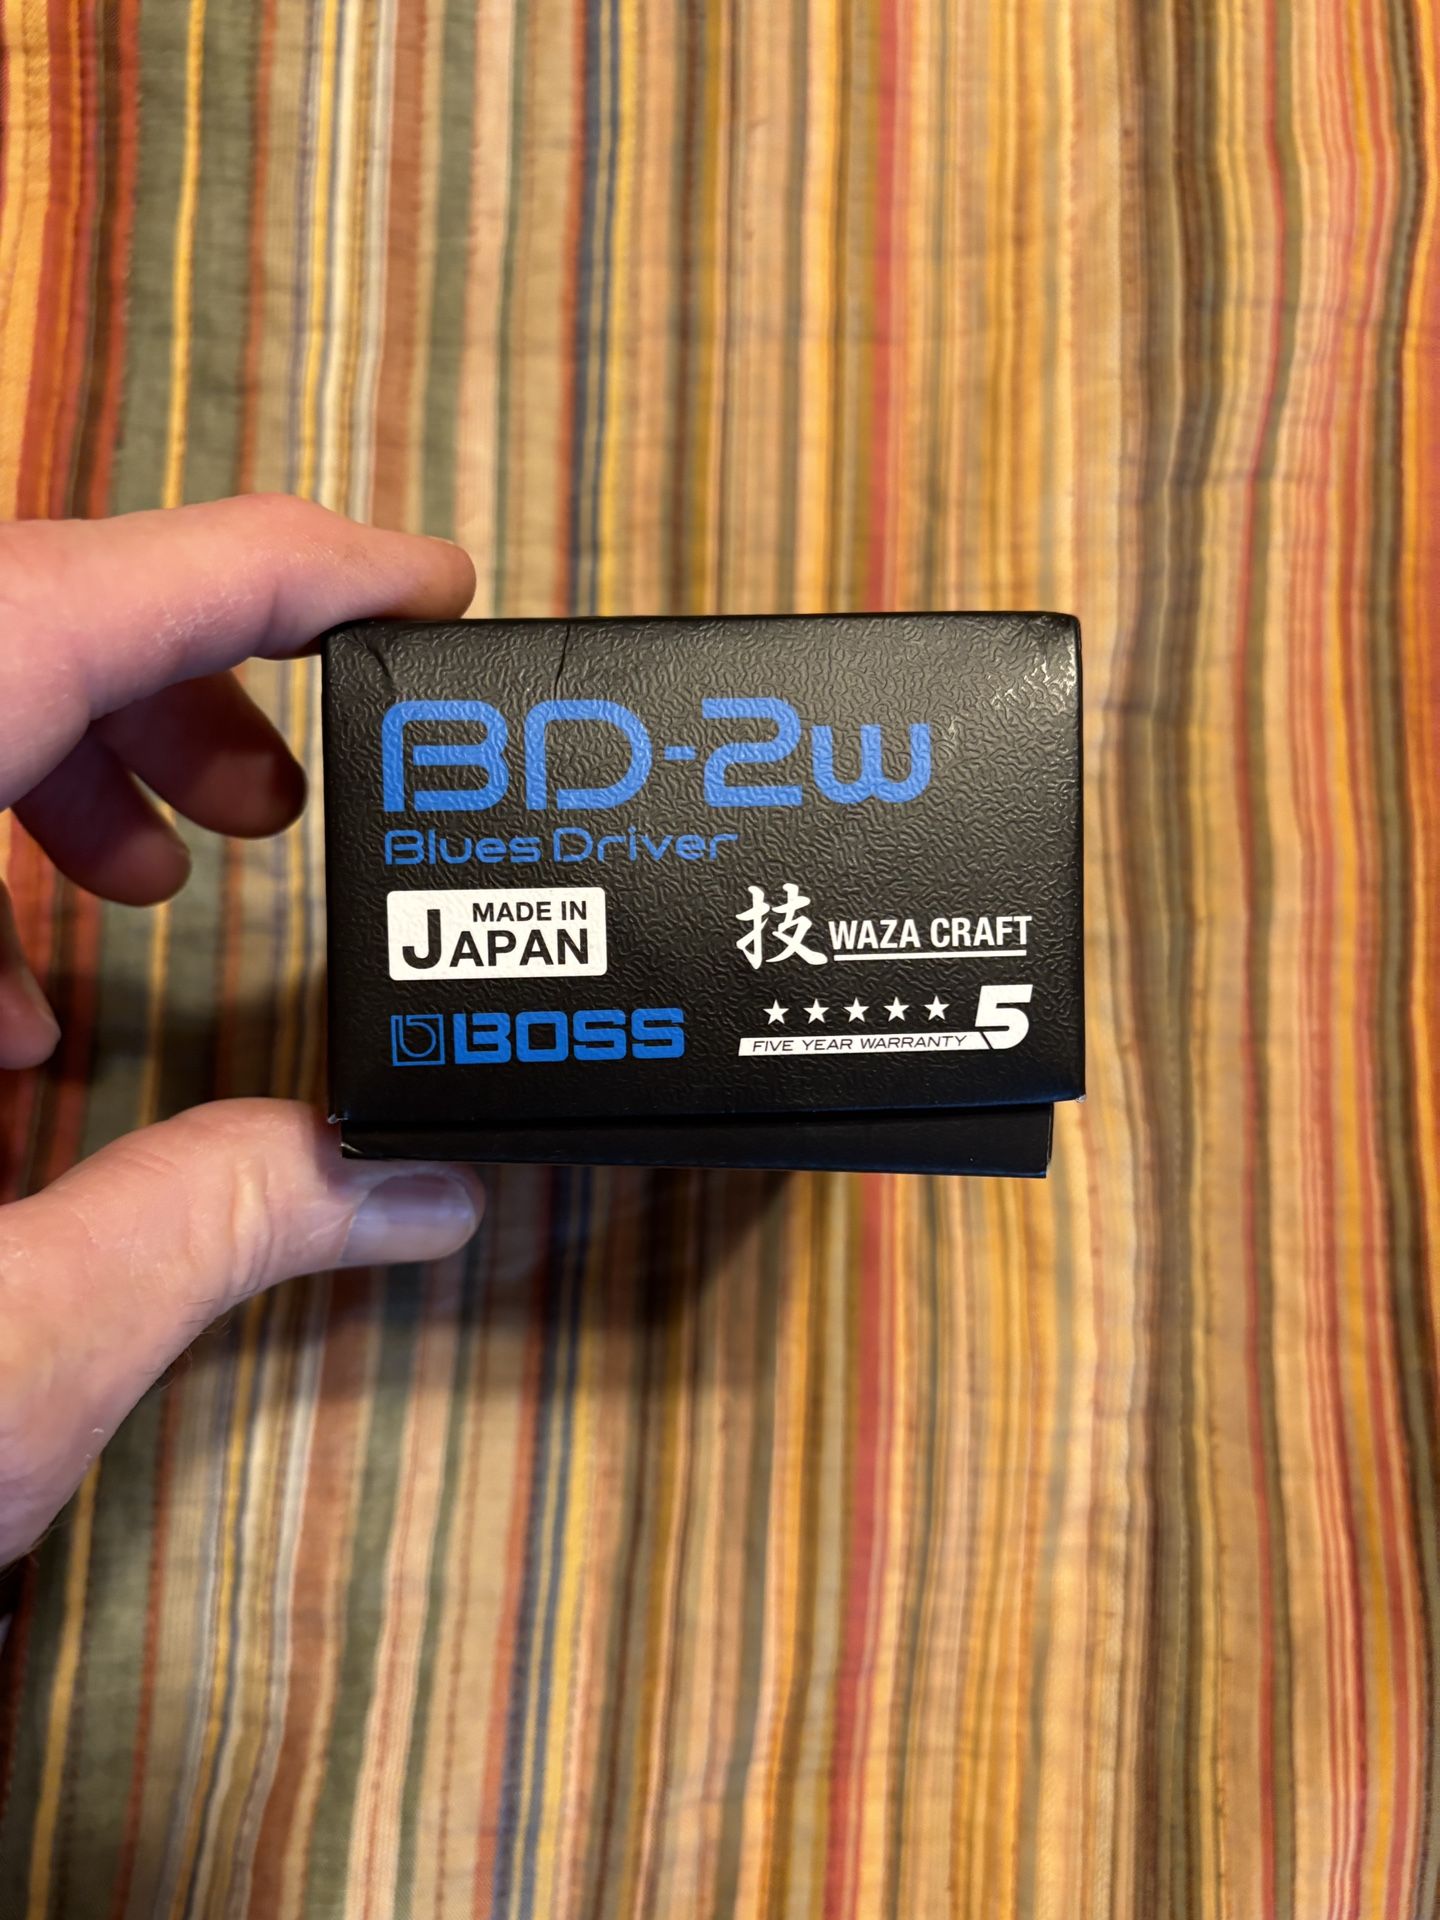 BD-2w
Blues Driver
MADE IN
JAPAN
技 WAZA CRAFT
BOSS
5
FIVE YEAR WARRANTY